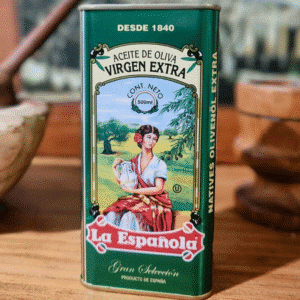 DESDE 1840
ACEITE DE OLIVA
VIRGEN EXTRA
CONT. NETO
500ml
La Española
Gran Selección
PRODUCTO DE ESPAÑA
NATIVES OLIVENÖL EXTRA